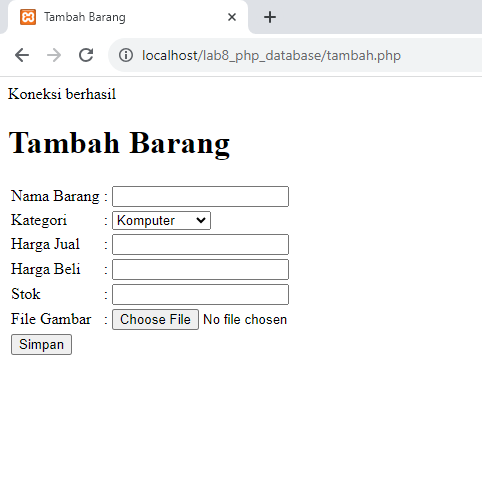 Tambah Barang
localhost/lab8_php_database/tambah.php
Koneksi berhasil
Tambah Barang
Nama Barang :
Kategori : Komputer
Harga Jual :
Harga Beli :
Stok :
File Gambar : Choose File No file chosen
Simpan